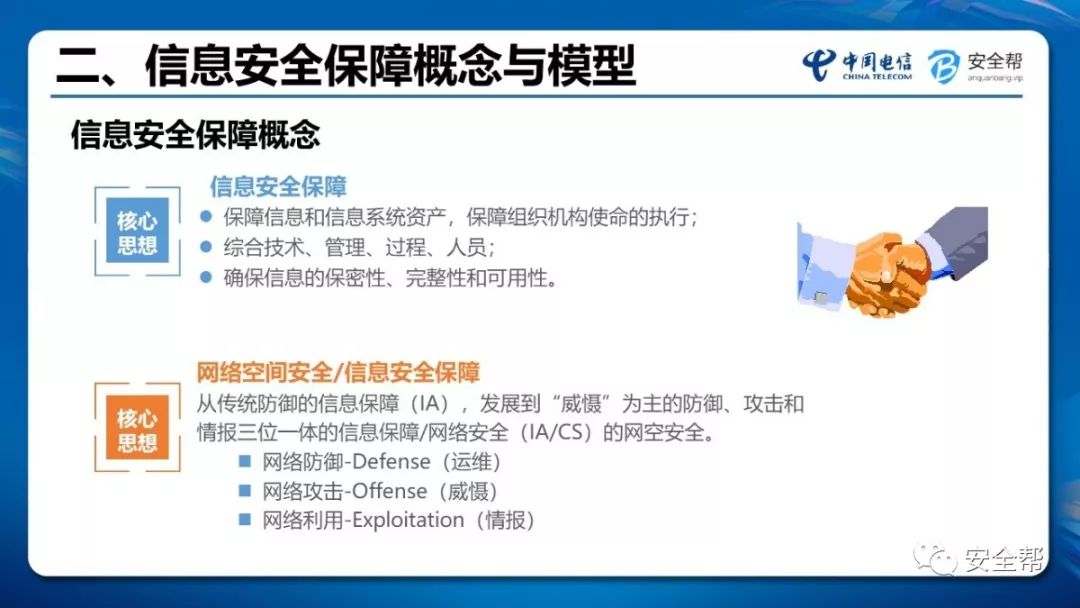 二、信息安全保障概念与模型
中国电信
CHINA TELECOM
安全帮
anquanbang.vip
信息安全保障概念
核心
思想
信息安全保障
保障信息和信息系统资产，保障组织机构使命的执行；
综合技术、管理、过程、人员；
确保信息的保密性、完整性和可用性。
核心
思想
网络空间安全/信息安全保障
从传统防御的信息保障（IA），发展到“威慑”为主的防御、攻击和
情报三位一体的信息保障/网络安全（IA/CS）的网空安全。
网络防御-Defense（运维）
网络攻击-Offense（威慑）
网络利用-Exploitation（情报）
安全帮